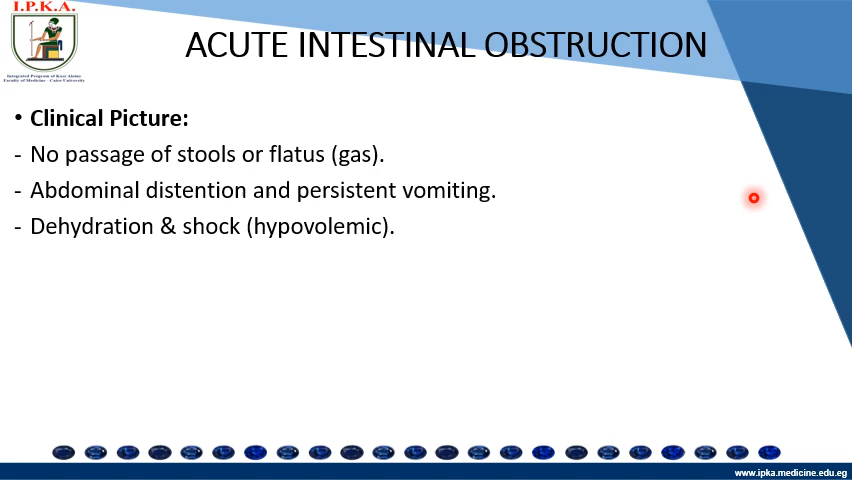 I.P.K.A.
Integrated Program of Kasr Alainy
Faculty of Medicine - Cairo University
ACUTE INTESTINAL OBSTRUCTION
• Clinical Picture:
- No passage of stools or flatus (gas).
- Abdominal distention and persistent vomiting.
- Dehydration & shock (hypovolemic).
www.ipka.medicine.edu.eg